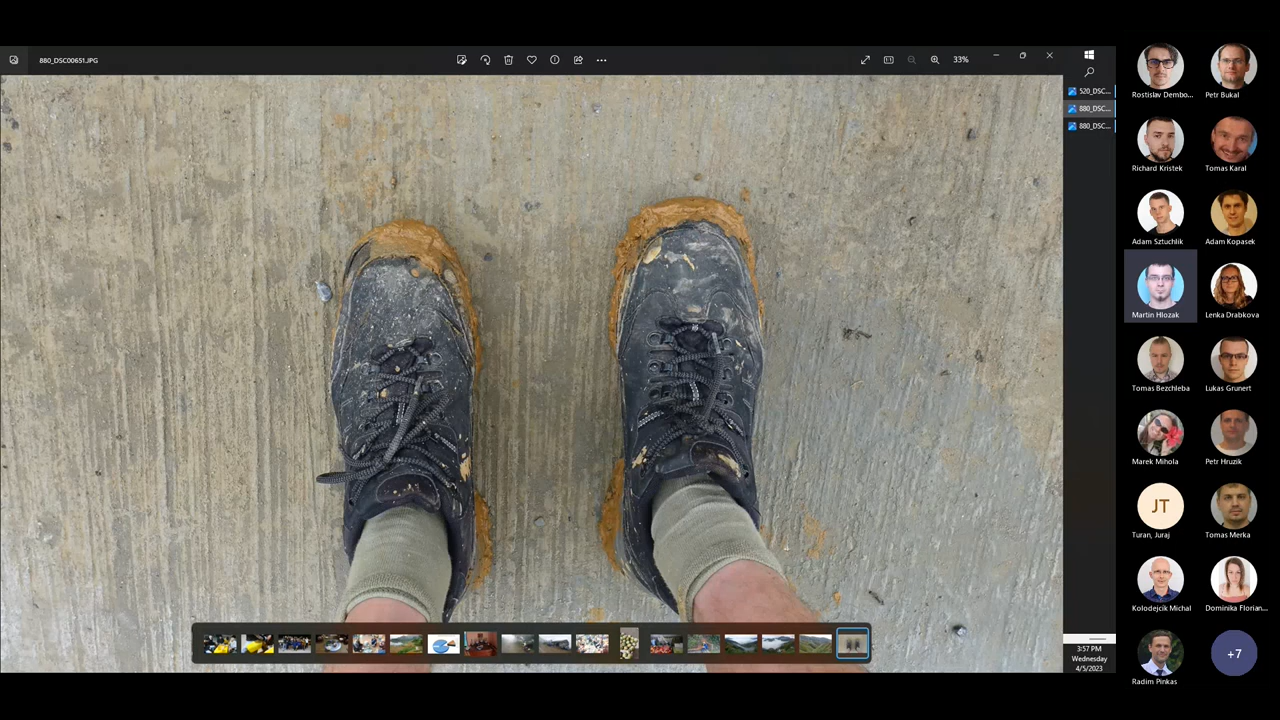 880_DSC00651.JPG
33%
520_DSC...
880_DSC...
880_DSC...
3:57 PM
Wednesday
4/5/2023
Rostislav Dembo...
Petr Bukal
Richard Kristek
Tomas Karal
Adam Sztuchlik
Adam Kopasek
Martin Hlozak
Lenka Drabkova
Tomas Bezchleba
Lukas Grunert
Marek Mihola
Petr Hruzik
JT
Turan, Juraj
Tomas Merka
Kolodejcík Michal
Dominika Florian...
Radim Pinkas
+7